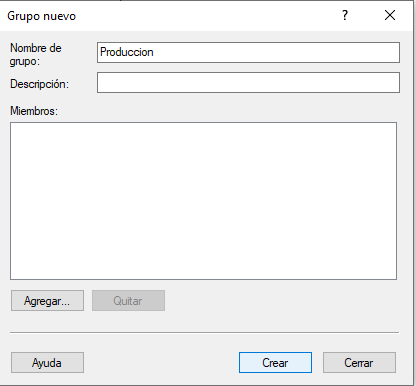 Grupo nuevo
?
Nombre de
grupo:
Produccion
Descripción:
Miembros:
Agregar...
Quitar
Ayuda
Crear
Cerrar